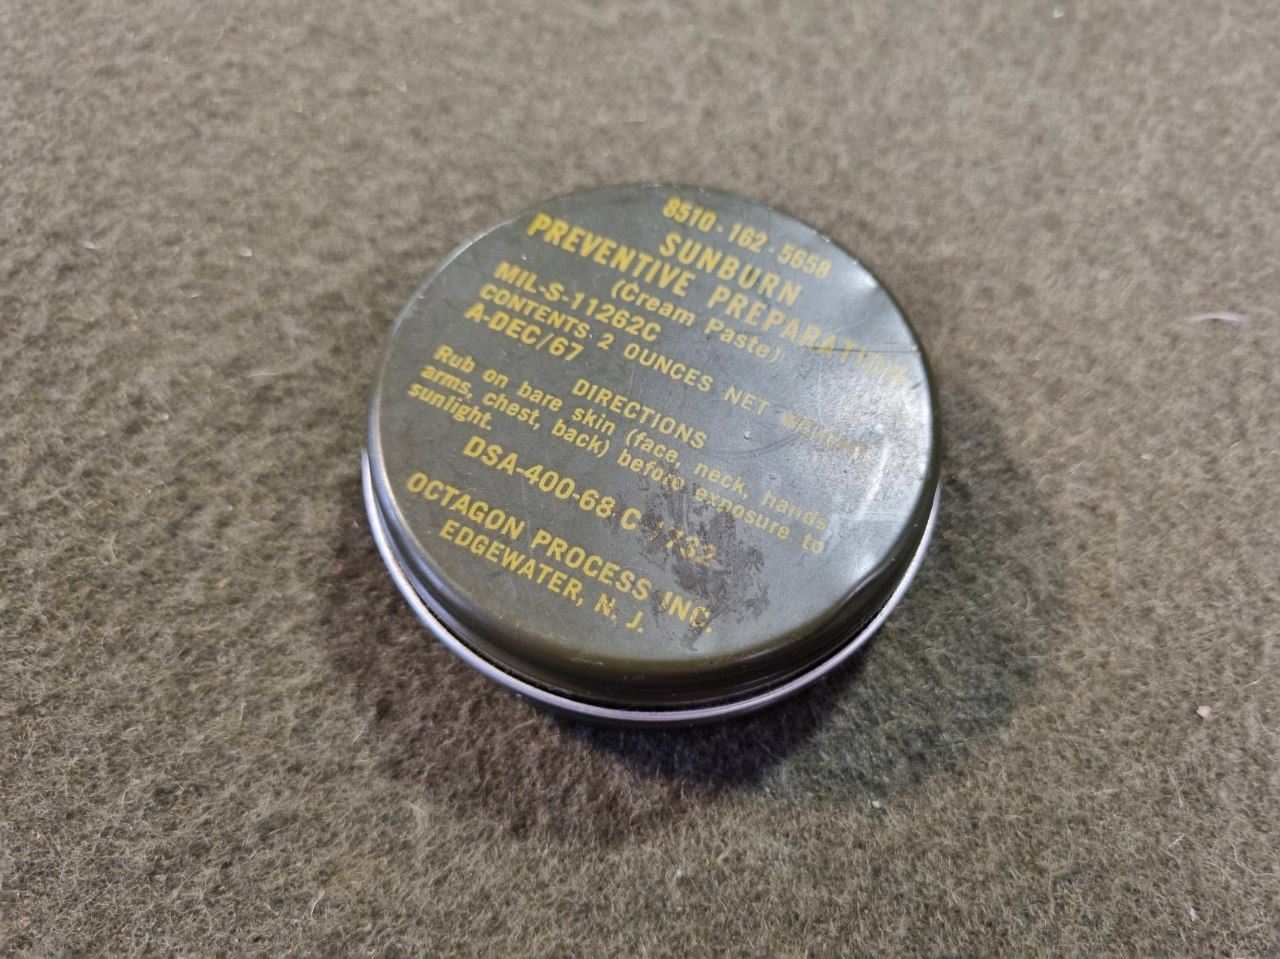 8510-162-5658
SUNBURN
PREVENTIVE PREPARATION
(Cream Paste)
MIL-S-11262C
CONTENTS 2 OUNCES NET WEIGHT
A-DEC/67
DIRECTIONS
Rub on bare skin (face, neck, hands
arms, chest, back) before exposure to
sunlight.
DSA-400-68 C-1732
OCTAGON PROCESS INC.
EDGEWATER, N. J.